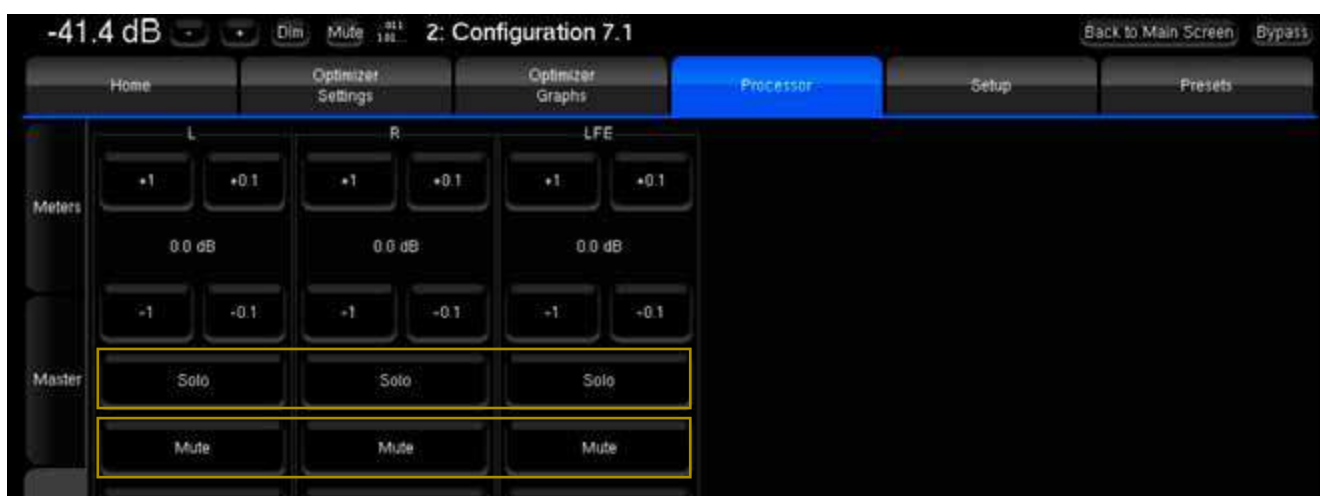 -41.4 dB - + Dim Mute 2: Configuration 7.1 Back to Main Screen Bypass
Home Optimizer Settings Optimizer Graphs Processor Setup Presets
L R LFE
+1 +0.1 +1 +0.1 +1 +0.1
Meters
0.0 dB 0.0 dB 0.0 dB
-1 -0.1 -1 -0.1 -1 -0.1
Master Solo Solo Solo
Mute Mute Mute